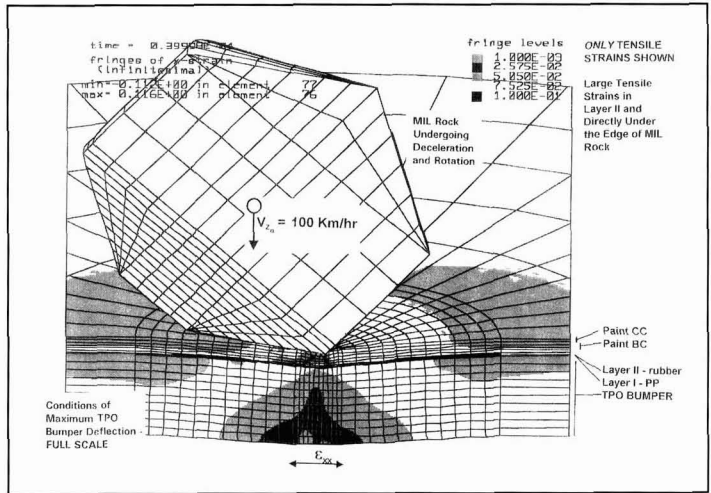 time = 0.39998E-04
fringes of x-strain
(infinitesimal)
min=-0.112E+00 in element 77
max= 0.116E+00 in element 76
fringe levels
1.000E-03
2.575E-02
5.050E-02
7.525E-02
1.000E-01
ONLY TENSILE
STRAINS SHOWN
Large Tensile
Strains in
Layer II and
Directly Under
the Edge of MIL
Rock
MIL Rock
Undergoing
Deceleration
and Rotation
= 100 Km/hr
Paint CC
Paint BC
Layer II - rubber
Layer I - PP
TPO BUMPER
Conditions of
Maximum TPO
Bumper Deflection -
FULL SCALE
εxx